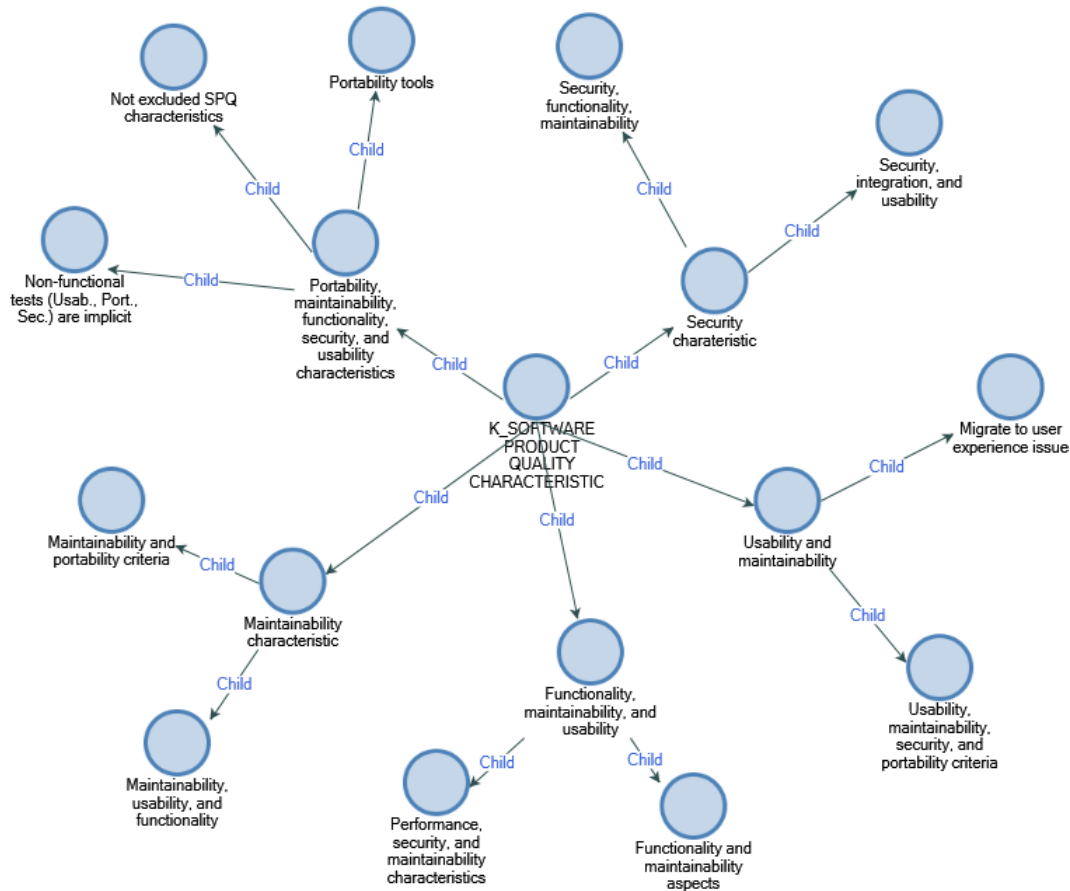 Not excluded SPQ
characteristics
Portability tools
Security,
functionality,
maintainability
Security,
integration, and
usability
Child
Child
Child
Child
Non-functional
tests (Usab., Port.,
Sec.) are implicit
Child
Portability,
maintainability,
functionality,
security, and
usability
characteristics
Security
charateristic
Child
Child
K_SOFTWARE
PRODUCT
QUALITY
CHARACTERISTIC
Migrate to user
experience issues
Child
Child
Child
Child
Maintainability and
portability criteria
Usability and
maintainability
Child
Maintainability
characteristic
Child
Child
Functionality,
maintainability, and
usability
Usability,
maintainability,
security, and
portability criteria
Child
Child
Maintainability,
usability, and
functionality
Performance,
security, and
maintainability
characteristics
Functionality and
maintainability
aspects